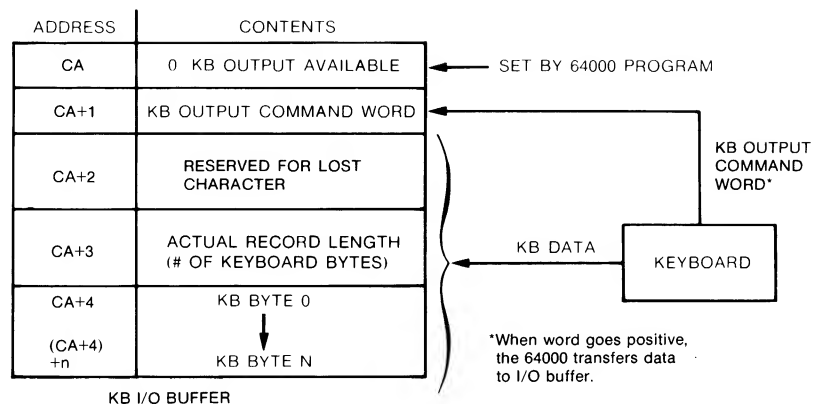 ADDRESS CONTENTS
CA 0 KB OUTPUT AVAILABLE SET BY 64000 PROGRAM
CA+1 KB OUTPUT COMMAND WORD
KB OUTPUT
COMMAND
WORD*
CA+2 RESERVED FOR LOST
CHARACTER
CA+3 ACTUAL RECORD LENGTH
(# OF KEYBOARD BYTES)
KB DATA
KEYBOARD
CA+4 KB BYTE 0
(CA+4)
+n KB BYTE N
*When word goes positive,
the 64000 transfers data
to I/O buffer.
KB I/O BUFFER